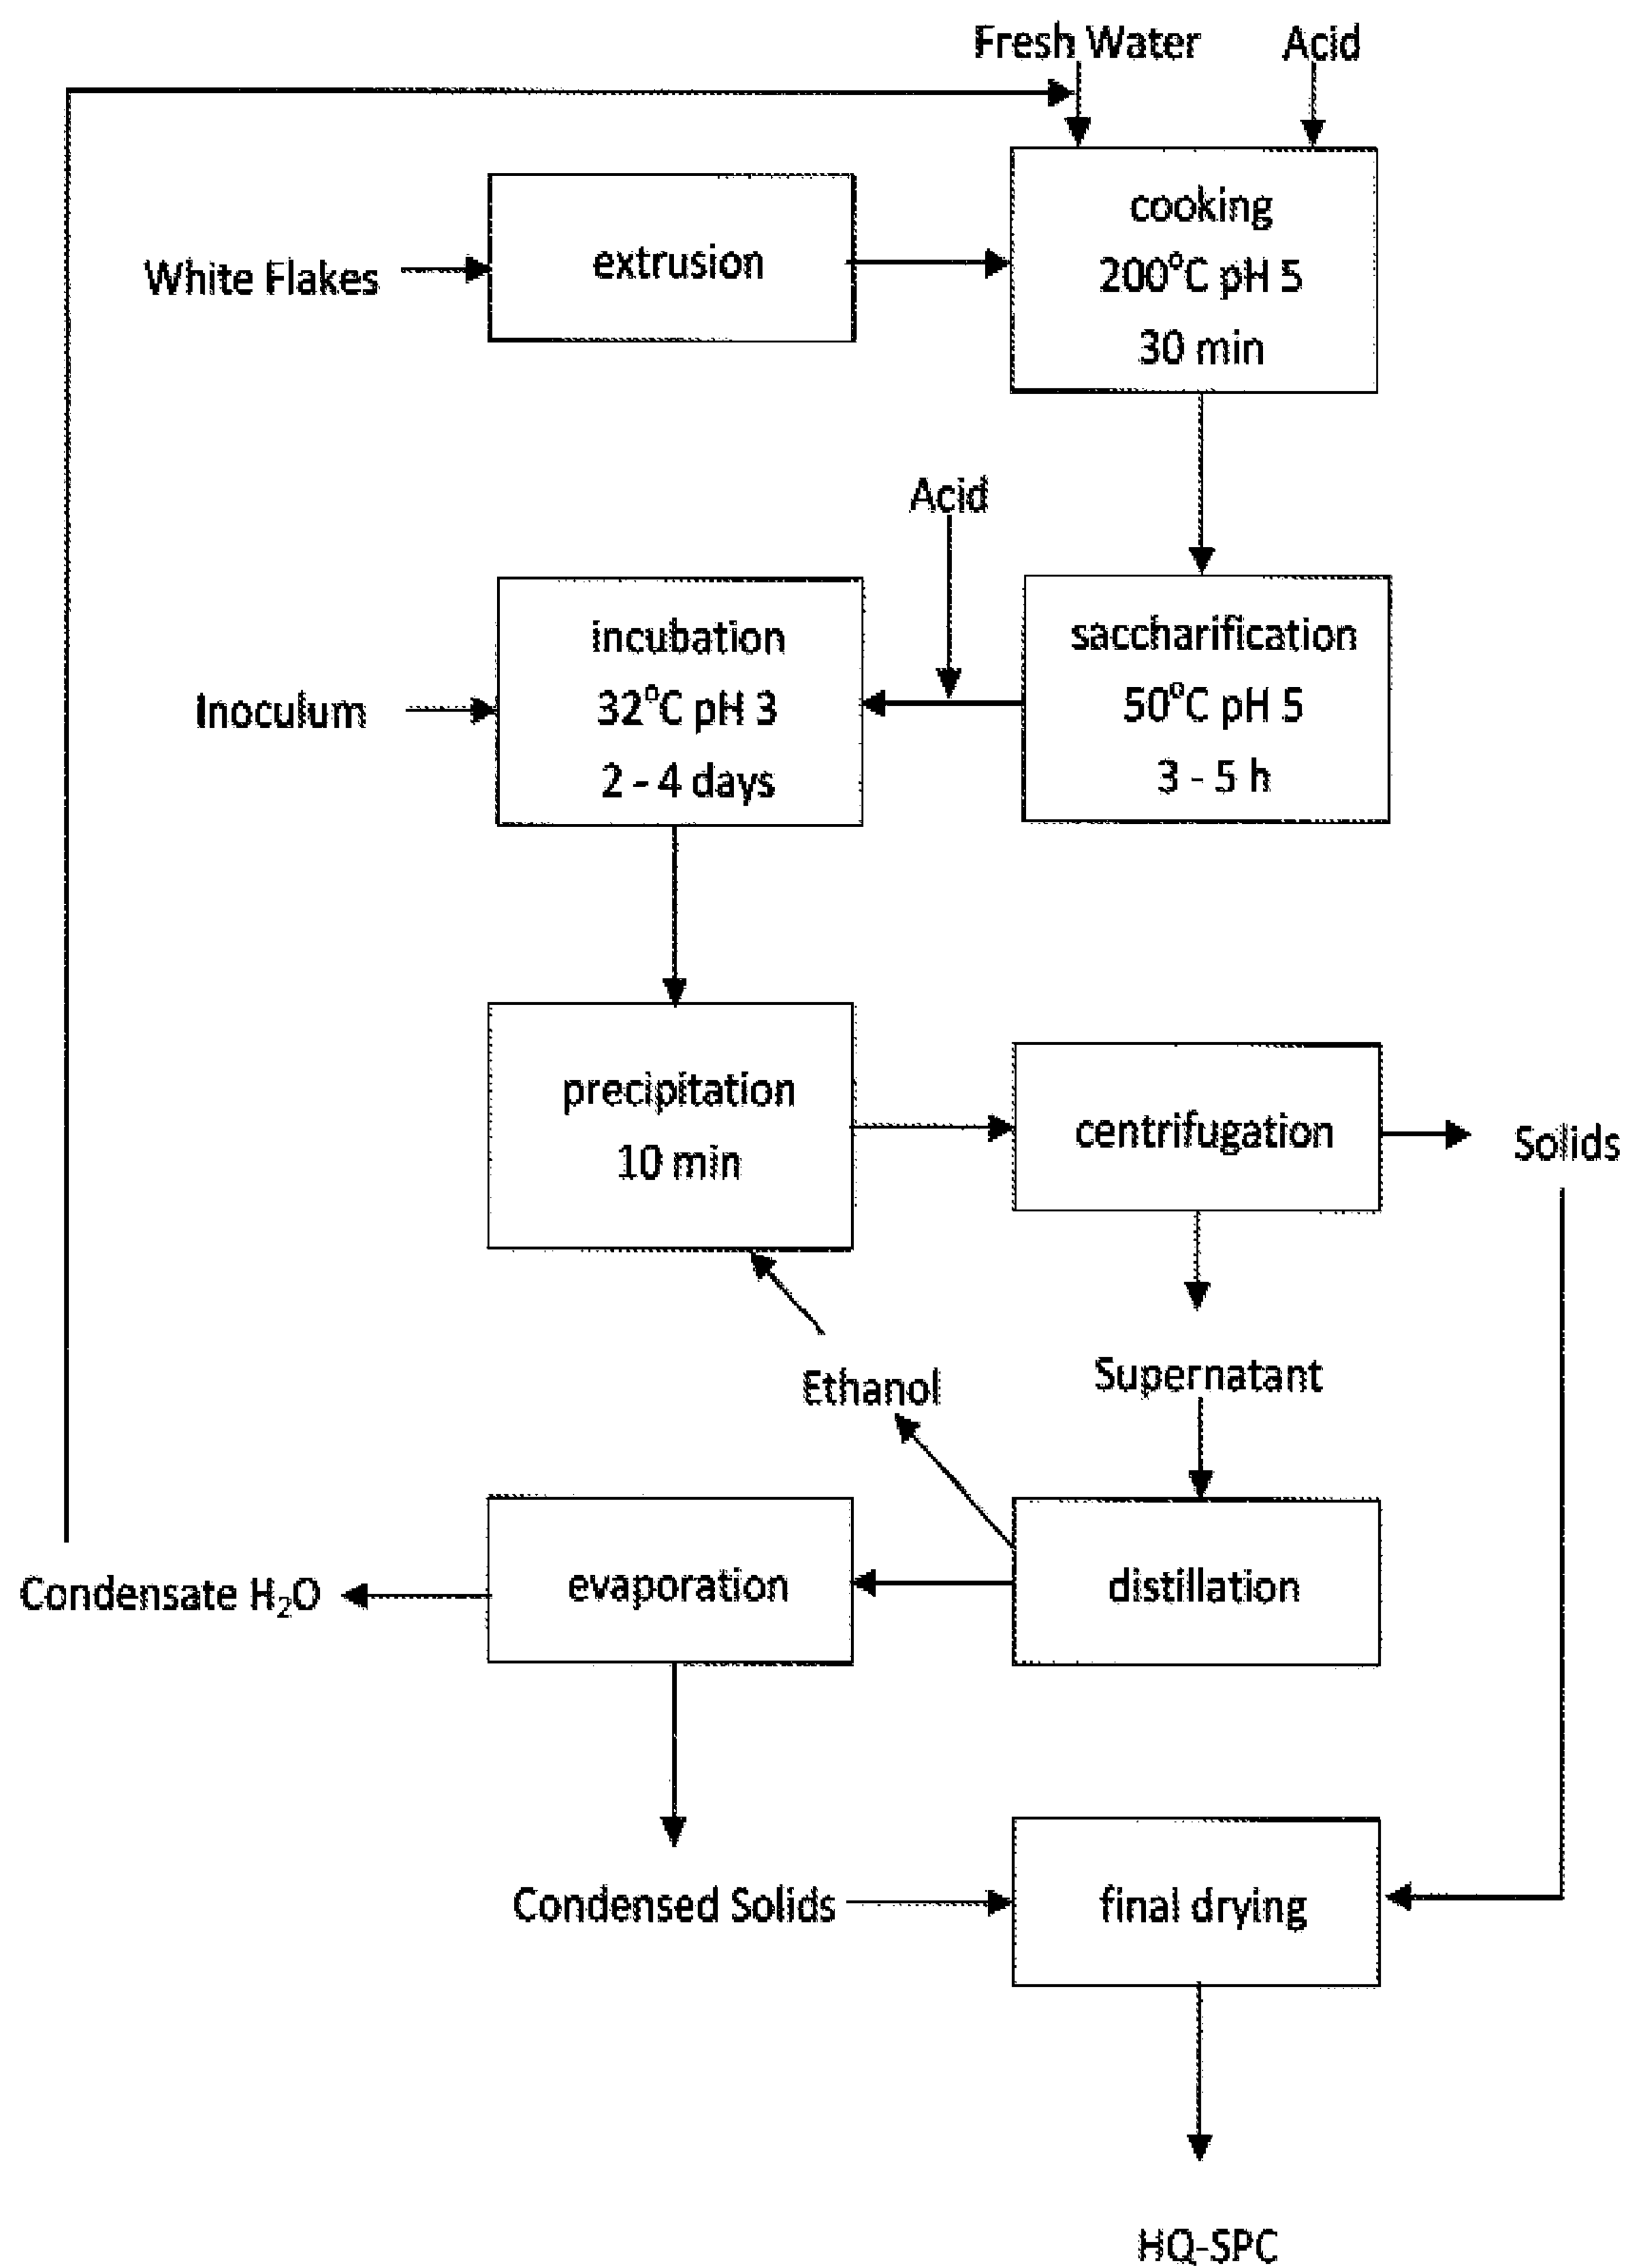 Fresh Water
Acid
White Flakes
extrusion
cooking
200°C pH 5
30 min
Acid
Inoculum
incubation
32°C pH 3
2 - 4 days
saccharification
50°C pH 5
3 - 5 h
precipitation
10 min
centrifugation
Solids
Ethanol
Supernatant
Condensate H₂O
evaporation
distillation
Condensed Solids
final drying
HQ-SPC